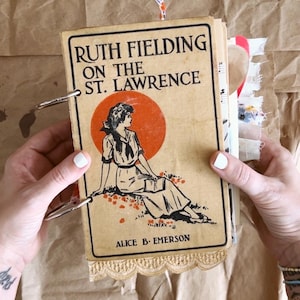 RUTH FIELDING
ON THE
ST. LAWRENCE
ALICE B. EMERSON